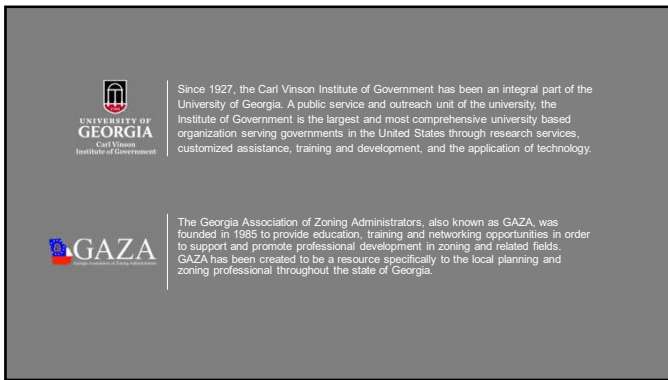 UNIVERSITY OF
GEORGIA
Carl Vinson
Institute of Government
Since 1927, the Carl Vinson Institute of Government has been an integral part of the
University of Georgia. A public service and outreach unit of the university, the
Institute of Government is the largest and most comprehensive university based
organization serving governments in the United States through research services,
customized assistance, training and development, and the application of technology.
GAZA
Georgia Association of Zoning Administrators
The Georgia Association of Zoning Administrators, also known as GAZA, was
founded in 1985 to provide education, training and networking opportunities in order
to support and promote professional development in zoning and related fields.
GAZA has been created to be a resource specifically to the local planning and
zoning professional throughout the state of Georgia.